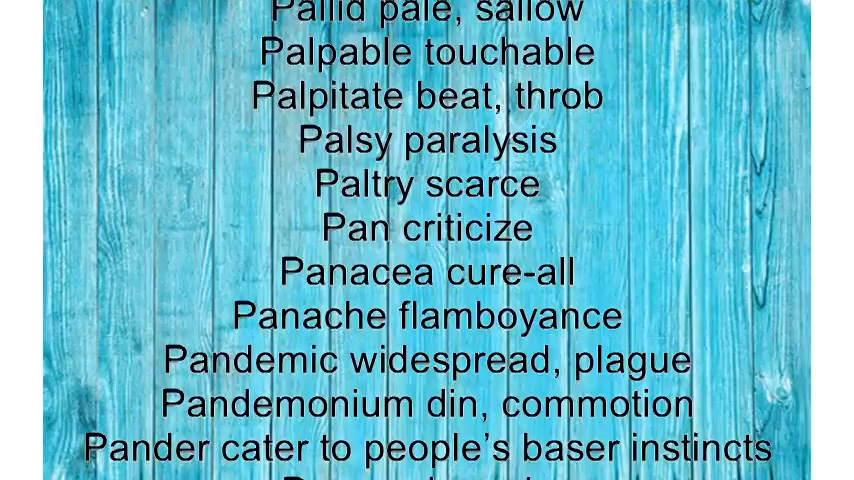 Pallid pale, sallow
Palpable touchable
Palpitate beat, throb
Palsy paralysis
Paltry scarce
Pan criticize
Panacea cure-all
Panache flamboyance
Pandemic widespread, plague
Pandemonium din, commotion
Pander cater to people’s baser instincts